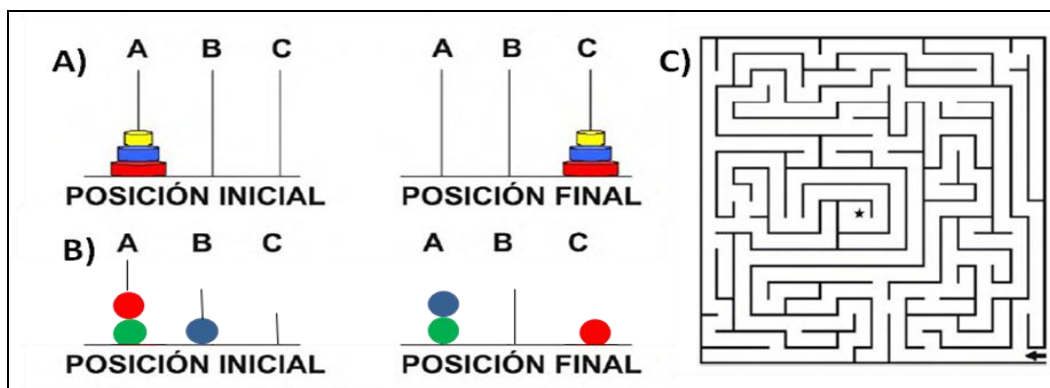 A)
A B C
POSICIÓN INICIAL
A B C
POSICIÓN FINAL
B)
A B C
POSICIÓN INICIAL
A B C
POSICIÓN FINAL
C)